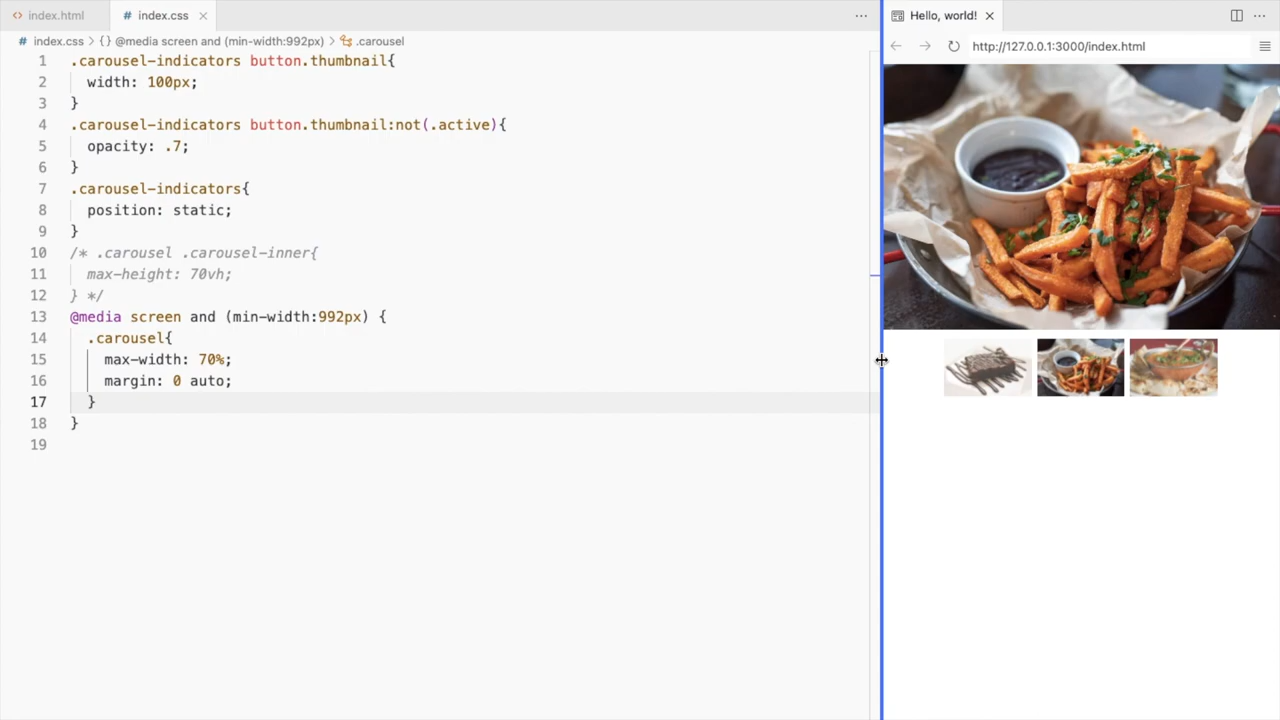 <> index.html
# index.css ×
···
# index.css > {} @media screen and (min-width:992px) > .carousel
1 .carousel-indicators button.thumbnail{
2 width: 100px;
3 }
4 .carousel-indicators button.thumbnail:not(.active){
5 opacity: .7;
6 }
7 .carousel-indicators{
8 position: static;
9 }
10 /* .carousel .carousel-inner{
11 max-height: 70vh;
12 } */
13 @media screen and (min-width:992px) {
14 .carousel{
15 max-width: 70%;
16 margin: 0 auto;
17 }
18 }
19
Hello, world! ×
···
http://127.0.0.1:3000/index.html